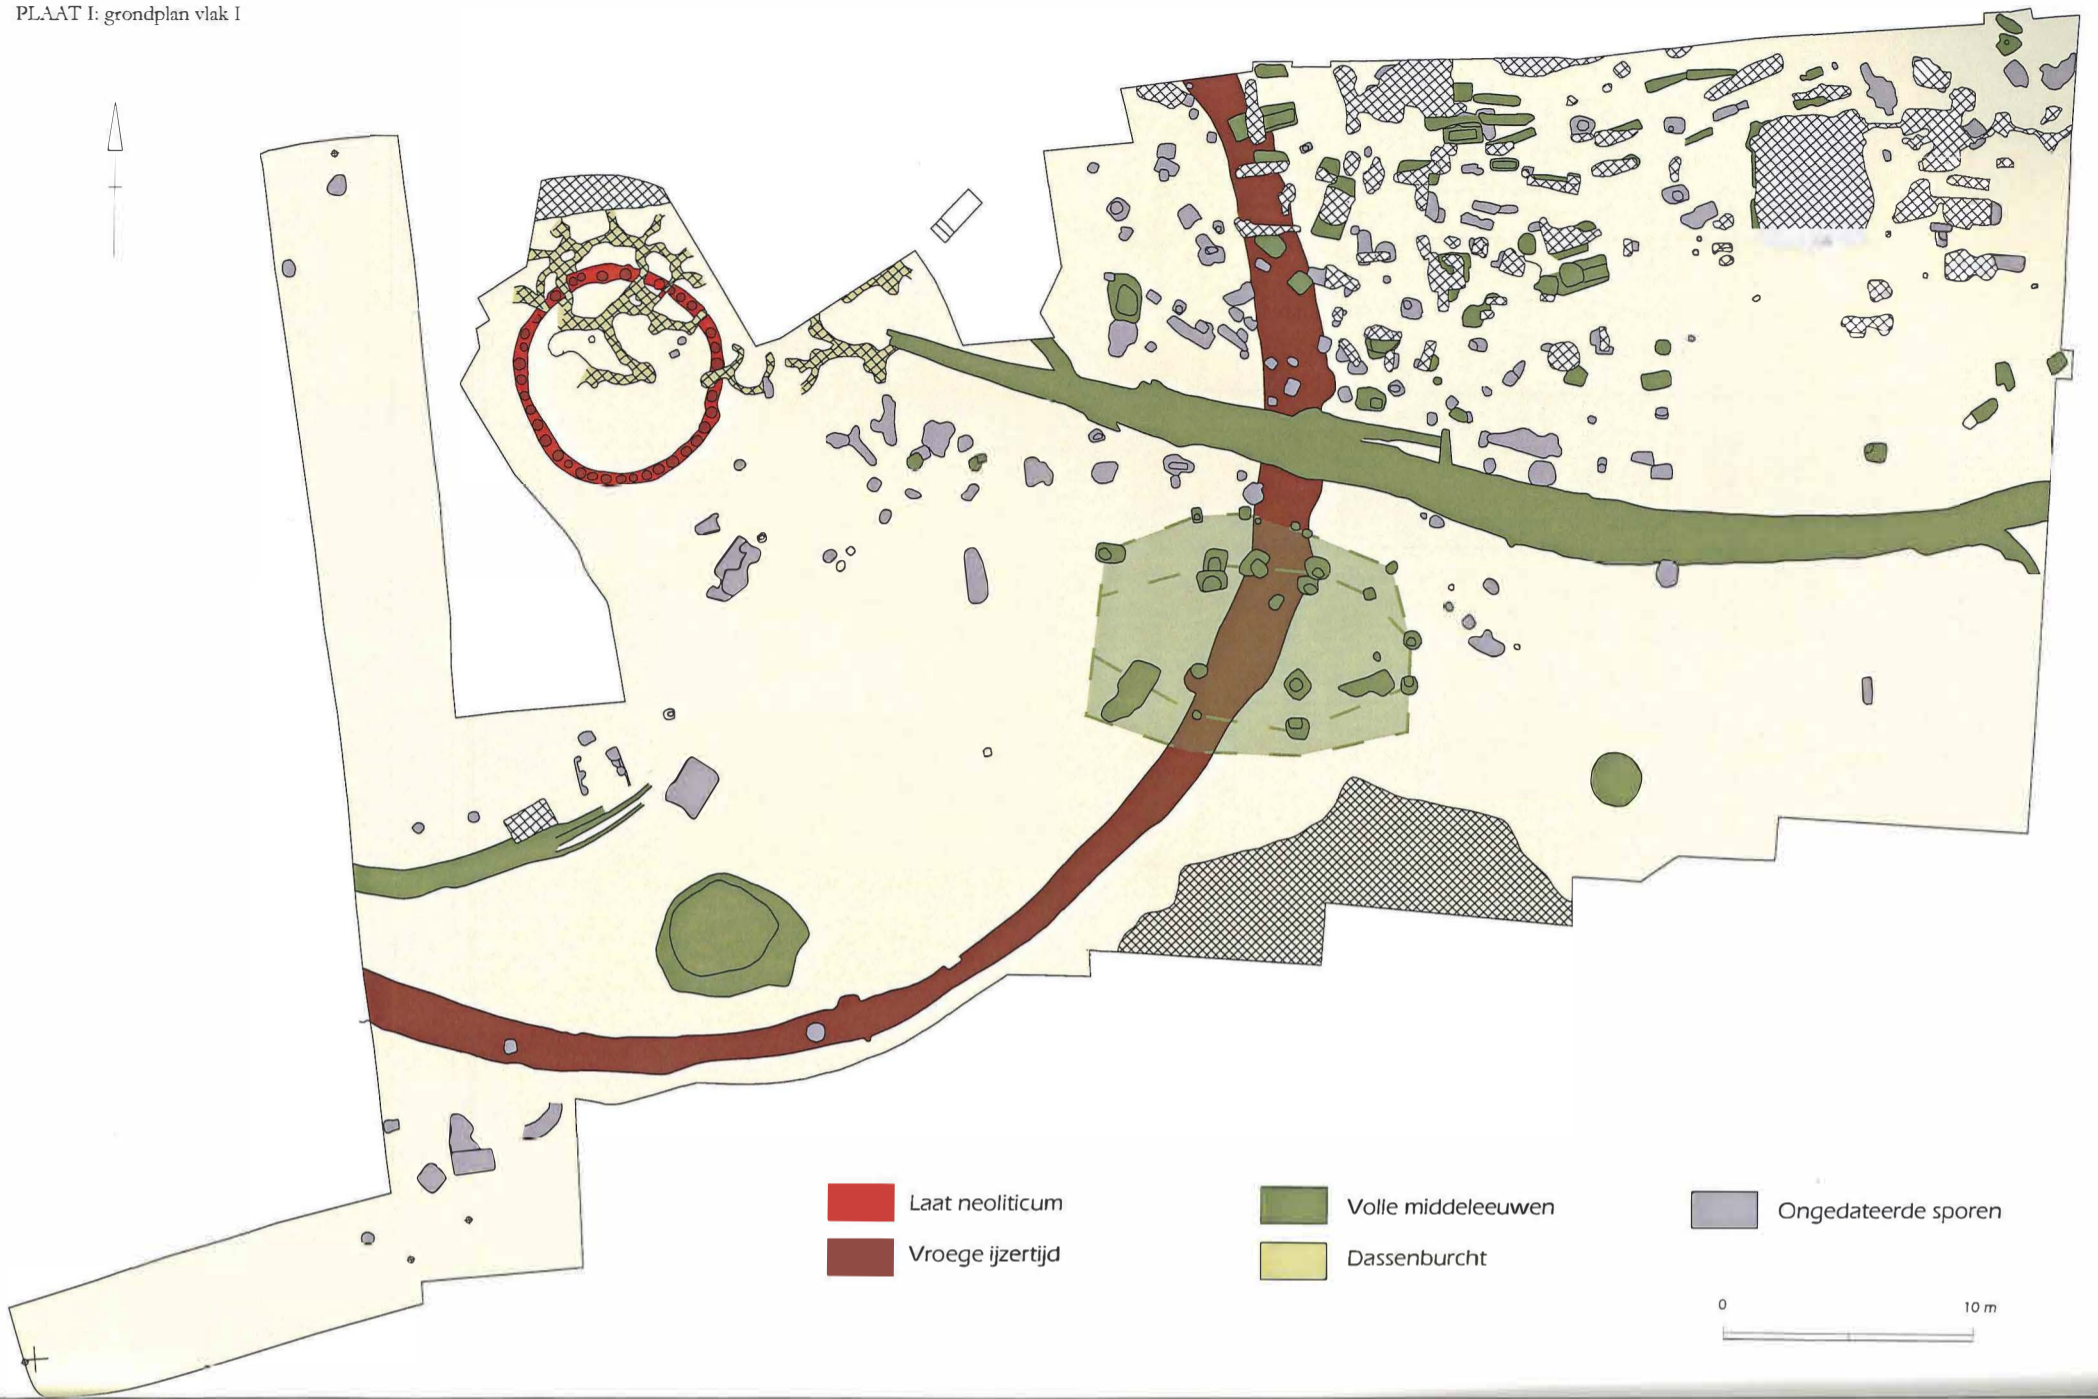 PLAAT I: grondplan vlak I
Laat neoliticum
Vroege ijzertijd
Volle middeleeuwen
Dassenburcht
Ongedateerde sporen
0 10 m